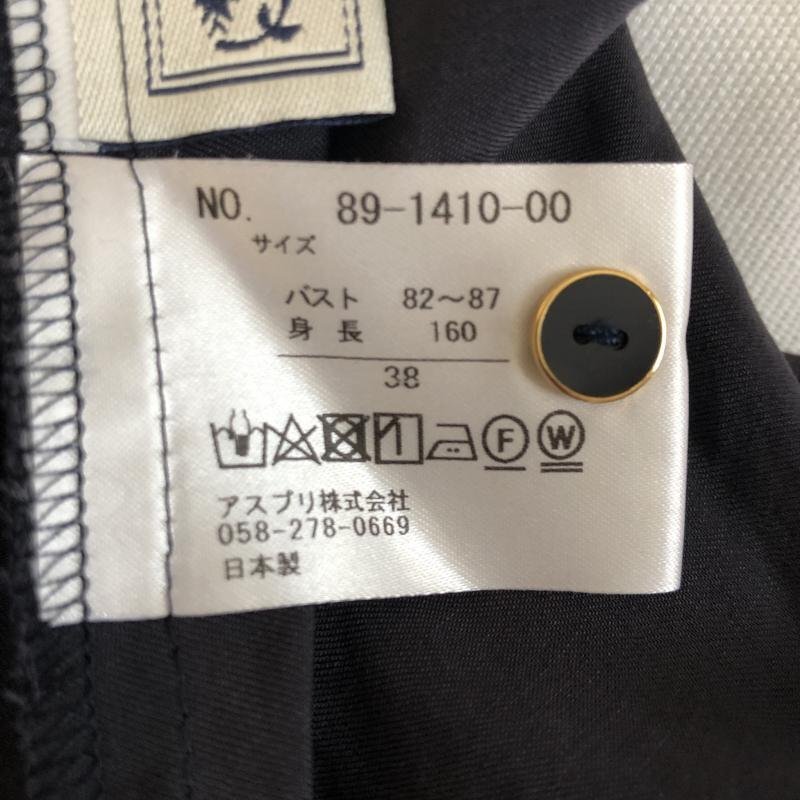 NO. 89-1410-00
サイズ
バスト 82～87
身長 160
38
F W
アスプリ株式会社
058-278-0669
日本製